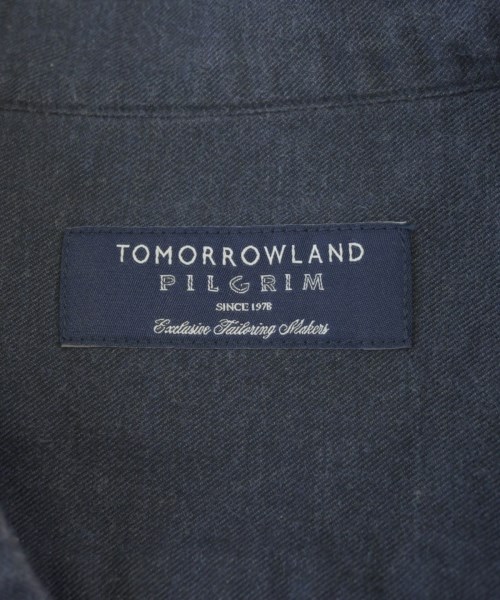 TOMORROWLAND
PILGRIM
SINCE 1978
Exclusive Tailoring Makers